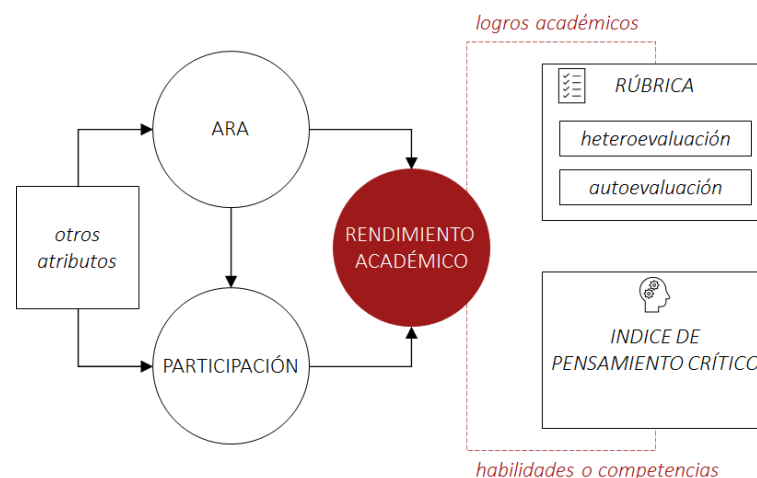 logros académicos
RÚBRICA
ARA
heteroevaluación
autoevaluación
otros
atributos
RENDIMIENTO
ACADÉMICO
INDICE DE
PENSAMIENTO CRÍTICO
PARTICIPACIÓN
habilidades o competencias